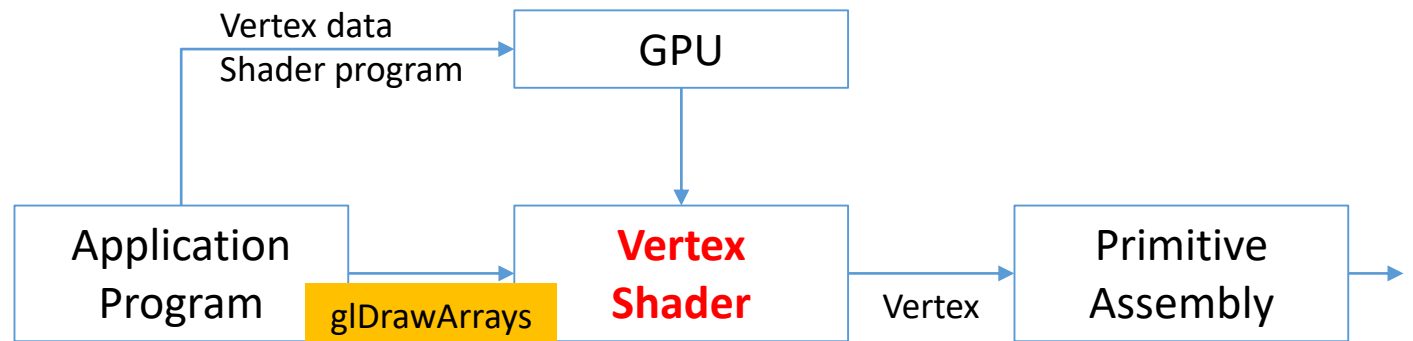 Vertex data
Shader program
GPU
Application
Program
glDrawArrays
Vertex
Shader
Vertex
Primitive
Assembly